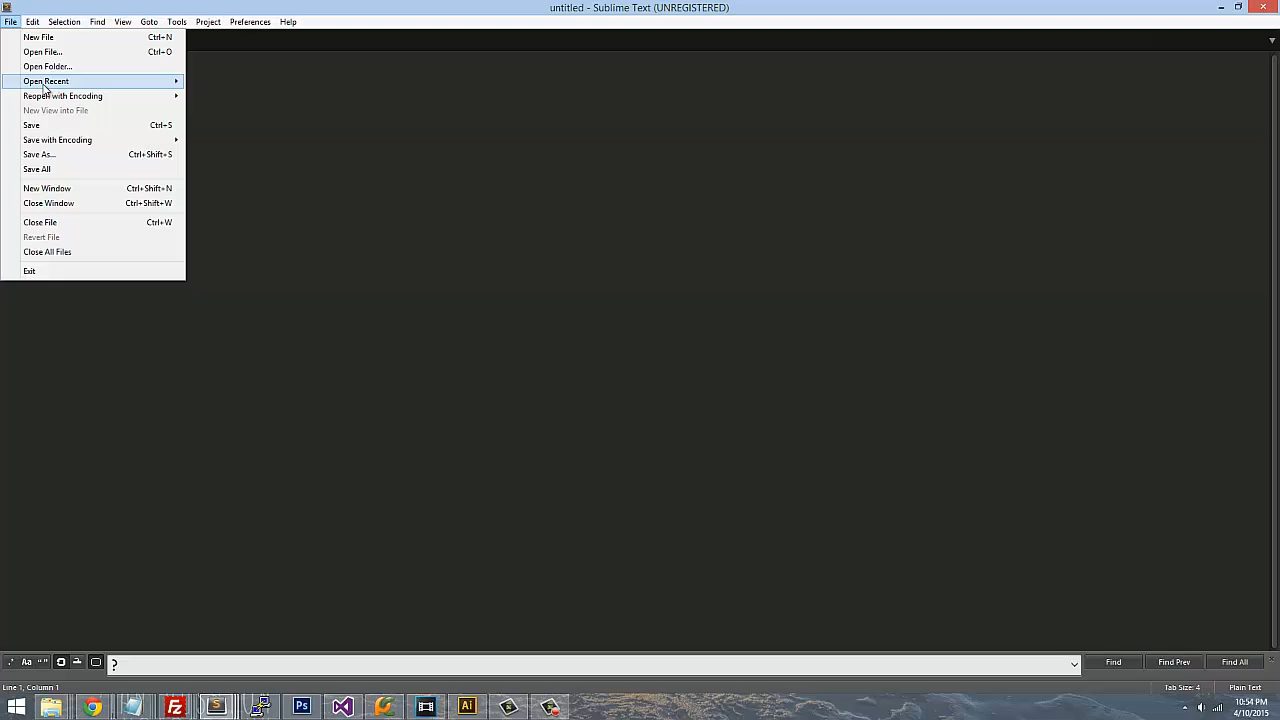 untitled - Sublime Text (UNREGISTERED)
File Edit Selection Find View Goto Tools Project Preferences Help
New File Ctrl+N
Open File... Ctrl+O
Open Folder...
Open Recent
Reopen with Encoding
New View into File
Save Ctrl+S
Save with Encoding
Save As... Ctrl+Shift+S
Save All
New Window Ctrl+Shift+N
Close Window Ctrl+Shift+W
Close File Ctrl+W
Revert File
Close All Files
Exit
.* Aa “” ? Find Find Prev Find All
Line 1, Column 1 Tab Size: 4 Plain Text
Fz S Ps Ai 10:54 PM
4/10/2015